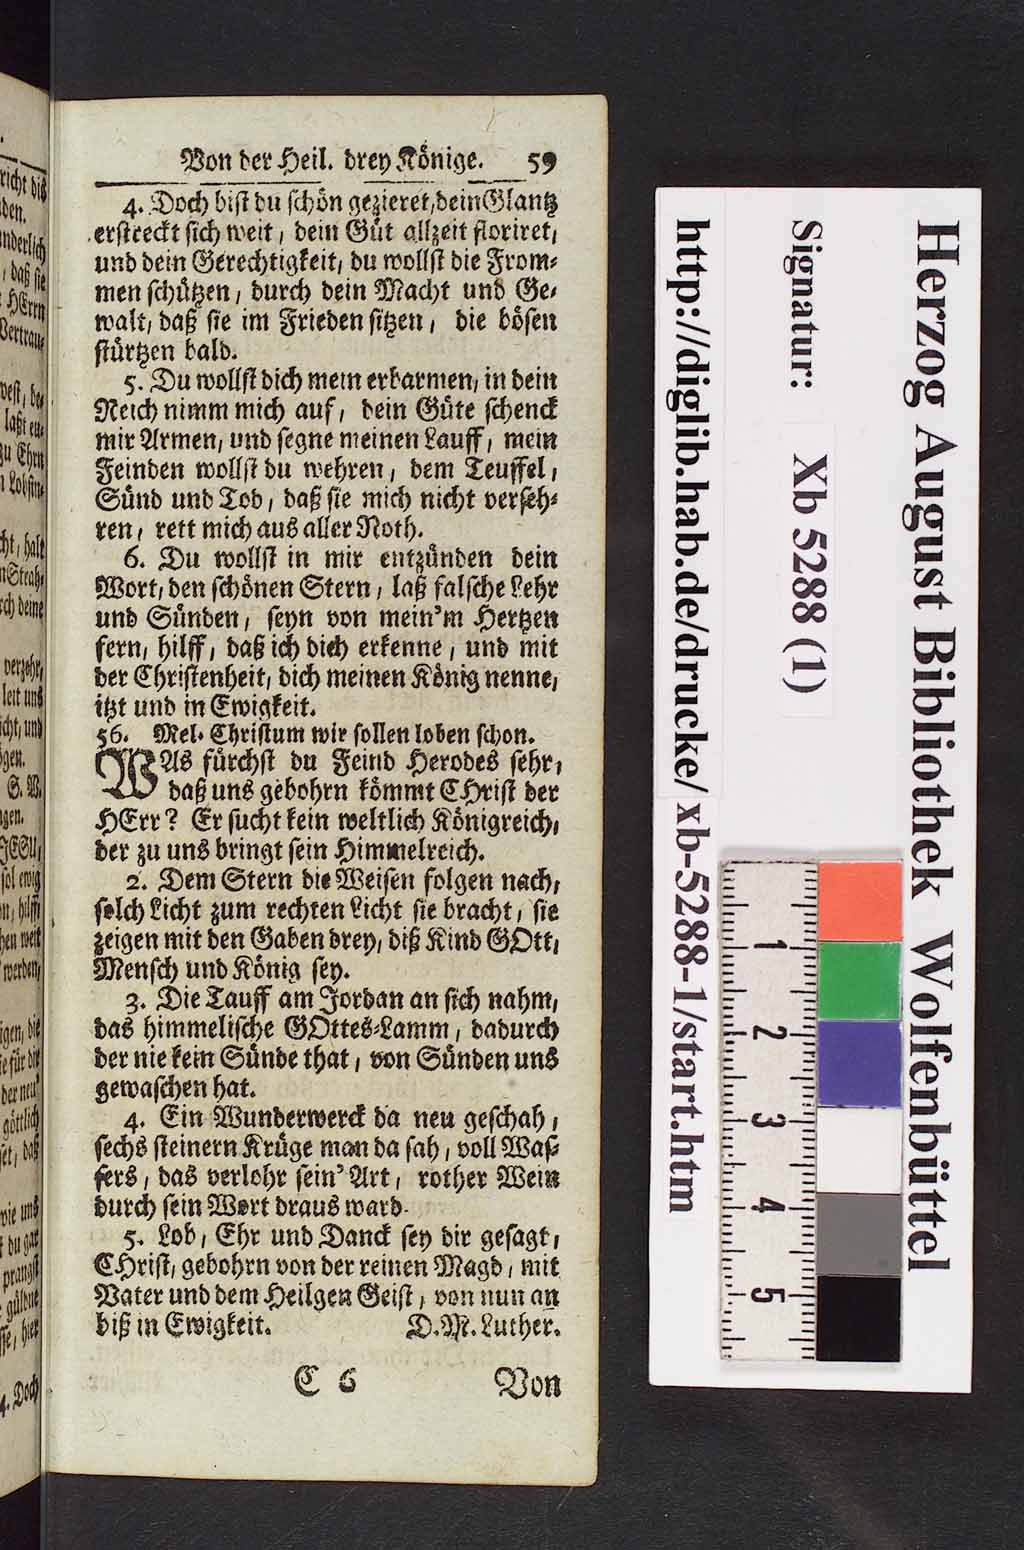 Von der Heil. drey Könige. 59
4. Doch bist du schön gezieret, dein Glantz
erstreckt sich weit, dein Güt allzeit floriret,
und dein Gerechtigkeit, du wollst die From-
men schützen, durch dein Macht und Ge-
walt, daß sie im Frieden sitzen, die bösen
stürtzen bald.
5. Du wollst dich mein erbarmen, in dein
Reich nimm mich auf, dein Güte schenck
mir Armen, und segne meinen Lauff, mein
Feinden wollst du wehren, dem Teuffel,
Sünd und Tod, daß sie mich nicht verseh-
ren, rett mich aus aller Noth.
6. Du wollst in mir entzünden dein
Wort, den schönen Stern, laß falsche Lehr
und Sünden, seyn von mein'm Hertzen
fern, hilff, daß ich dich erkenne, und mit
der Christenheit, dich meinen König nenne,
itzt und in Ewigkeit.
56. Mel. Christum wir sollen loben schon.
WAs fürchst du Feind Herodes sehr,
daß uns gebohrn kömmt CHrist der
HErr? Er sucht kein weltlich Königreich,
der zu uns bringt sein Himmelreich.
2. Dem Stern die Weisen folgen nach,
solch Licht zum rechten Licht sie bracht, sie
zeigen mit den Gaben drey, diß Kind GOtt,
Mensch und König sey.
3. Die Tauff am Jordan an sich nahm,
das himmelische GOttes-Lamm, dadurch
der nie kein Sünde that, von Sünden uns
gewaschen hat.
4. Ein Wunderwerck da neu geschah,
sechs steinern Krüge man da sah, voll Was-
sers, das verlohr sein' Art, rother Wein
durch sein Wort draus ward.
5. Lob, Ehr und Danck sey dir gesagt,
CHrist, gebohrn von der reinen Magd, mit
Vater und dem Heilgen Geist, von nun an
biß in Ewigkeit. D. M. Luther.
C 6 Von
Herzog August Bibliothek Wolfenbüttel
Signatur: Xb 5288 (1)
http://diglib.hab.de/drucke/ xb-5288-1/start.htm
1
2
3
4
5